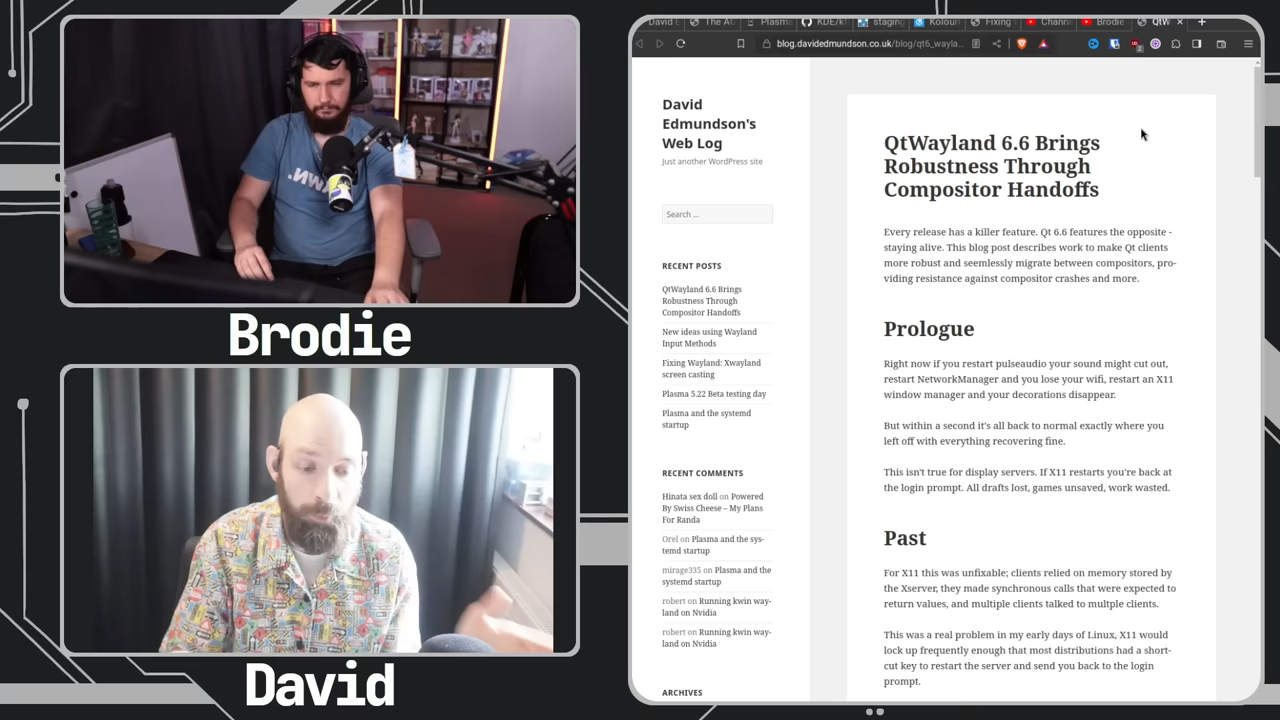 Brodie
David
David E
The AI
Plasm
KDE/k
staging
Kolour
Fixing
Chann
Brodie
QtW
blog.davidedmundson.co.uk/blog/qt6_wayla...
David
Edmundson's
Web Log
Just another WordPress site
Search ...
RECENT POSTS
QtWayland 6.6 Brings
Robustness Through
Compositor Handoffs
New ideas using Wayland
Input Methods
Fixing Wayland: Xwayland
screen casting
Plasma 5.22 Beta testing day
Plasma and the systemd
startup
RECENT COMMENTS
Hinata sex doll on Powered
By Swiss Cheese – My Plans
For Randa
Orel on Plasma and the sys-
temd startup
mirage335 on Plasma and the
systemd startup
robert on Running kwin way-
land on Nvidia
robert on Running kwin way-
land on Nvidia
ARCHIVES
QtWayland 6.6 Brings
Robustness Through
Compositor Handoffs
Every release has a killer feature. Qt 6.6 features the opposite -
staying alive. This blog post describes work to make Qt clients
more robust and seemlessly migrate between compositors, pro-
viding resistance against compositor crashes and more.
Prologue
Right now if you restart pulseaudio your sound might cut out,
restart NetworkManager and you lose your wifi, restart an X11
window manager and your decorations disappear.
But within a second it's all back to normal exactly where you
left off with everything recovering fine.
This isn't true for display servers. If X11 restarts you're back at
the login prompt. All drafts lost, games unsaved, work wasted.
Past
For X11 this was unfixable; clients relied on memory stored by
the Xserver, they made synchronous calls that were expected to
return values, and multiple clients talked to multple clients.
This was a real problem in my early days of Linux, X11 would
lock up frequently enough that most distributions had a short-
cut key to restart the server and send you back to the login
prompt.